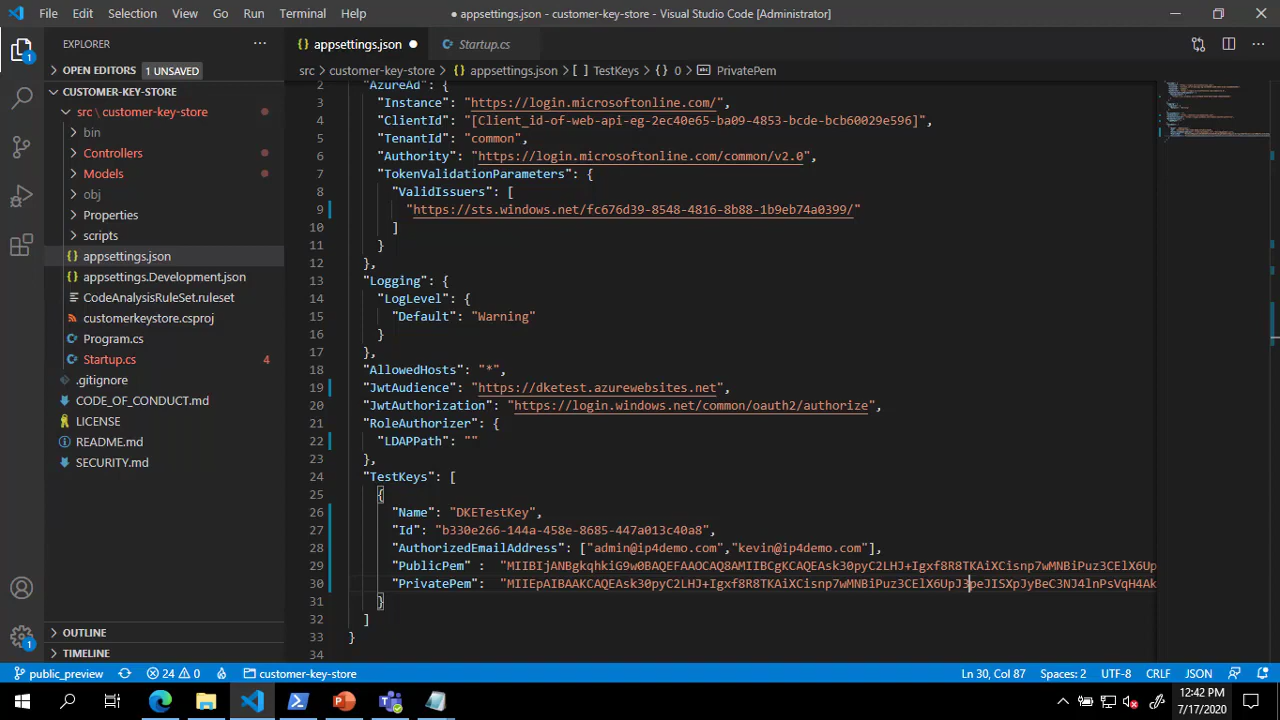 File Edit Selection View Go Run Terminal Help
● appsettings.json - customer-key-store - Visual Studio Code [Administrator]
EXPLORER
{} appsettings.json ●
C# Startup.cs
1
OPEN EDITORS 1 UNSAVED
src > customer-key-store > {} appsettings.json > [ ] TestKeys > {} 0 > PrivatePem
CUSTOMER-KEY-STORE
src \ customer-key-store
bin
Controllers
Models
obj
Properties
scripts
{} appsettings.json
{} appsettings.Development.json
CodeAnalysisRuleSet.ruleset
customerkeystore.csproj
C# Program.cs
C# Startup.cs 4
.gitignore
CODE_OF_CONDUCT.md
LICENSE
README.md
SECURITY.md
OUTLINE
TIMELINE
1
2 "AzureAd": {
3 "Instance": "https://login.microsoftonline.com/",
4 "ClientId": "[Client_id-of-web-api-eg-2ec40e65-ba09-4853-bcde-bcb60029e596]",
5 "TenantId": "common",
6 "Authority": "https://login.microsoftonline.com/common/v2.0",
7 "TokenValidationParameters": {
8 "ValidIssuers": [
9 "https://sts.windows.net/fc676d39-8548-4816-8b88-1b9eb74a0399/"
10 ]
11 }
12 },
13 "Logging": {
14 "LogLevel": {
15 "Default": "Warning"
16 }
17 },
18 "AllowedHosts": "*",
19 "JwtAudience": "https://dketest.azurewebsites.net",
20 "JwtAuthorization": "https://login.windows.net/common/oauth2/authorize",
21 "RoleAuthorizer": {
22 "LDAPPath": ""
23 },
24 "TestKeys": [
25 {
26 "Name": "DKETestKey",
27 "Id": "b330e266-144a-458e-8685-447a013c40a8",
28 "AuthorizedEmailAddress": ["admin@ip4demo.com","kevin@ip4demo.com"],
29 "PublicPem" : "MIIBIjANBgkqhkiG9w0BAQEFAAOCAQ8AMIIBCgKCAQEAsk30pyC2LHJ+Igxf8R8TKAiXCisnp7wMNBiPuz3CElX6Up
30 "PrivatePem": "MIIEpAIBAAKCAQEAsk30pyC2LHJ+Igxf8R8TKAiXCisnp7wMNBiPuz3CElX6UpJ3peJISXpJyBeC3NJ4lnPsVqH4Ak
31 }
32 ]
33 }
34
public_preview 24 0 customer-key-store Ln 30, Col 87 Spaces: 2 UTF-8 CRLF JSON
12:42 PM
7/17/2020